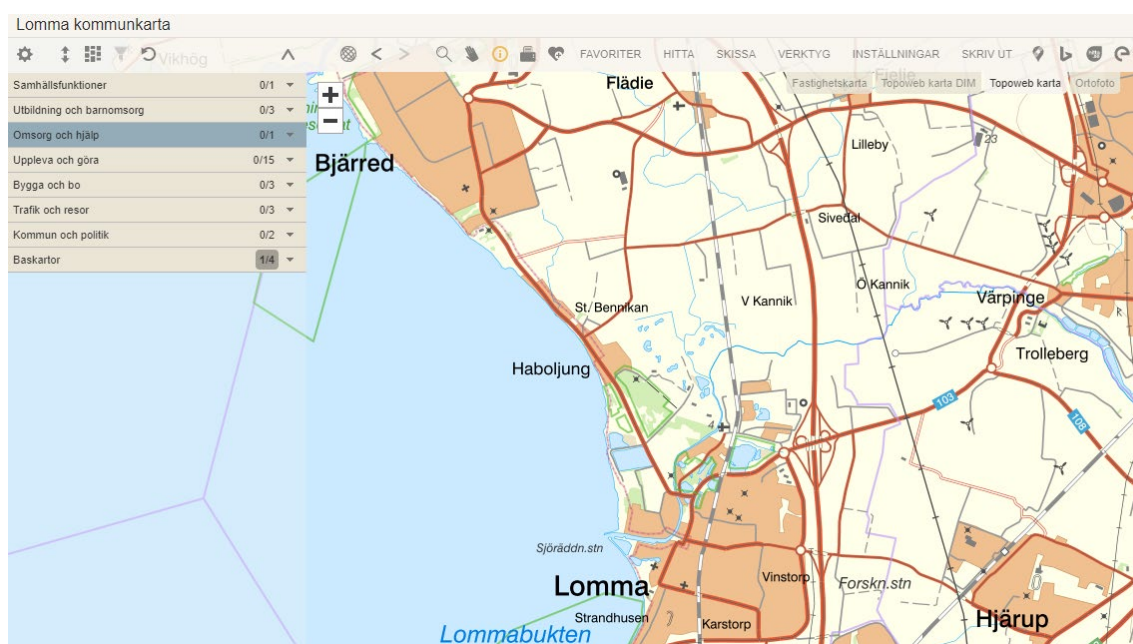 Lomma kommunkarta
Vikhög
FAVORITER HITTA SKISSA VERKTYG INSTÄLLNINGAR SKRIV UT
Fjelie
Fastighetskarta Topoweb karta DIM Topoweb karta Ortofoto
Samhällsfunktioner 0/1
Utbildning och barnomsorg 0/3
Omsorg och hjälp 0/1
Uppleva och göra 0/15
Bygga och bo 0/3
Trafik och resor 0/3
Kommun och politik 0/2
Baskartor 1/4
+
−
Flädie
23
Lilleby
Bjärred
Sivedal
Ö Kannik
V Kannik
Värpinge
St. Bennikan
R
Trolleberg
Haboljung
103
108
4
Sjöräddn.stn
Lomma
Vinstorp
Forskn.stn
Strandhusen
Karstorp
Hjärup
Lommabukten